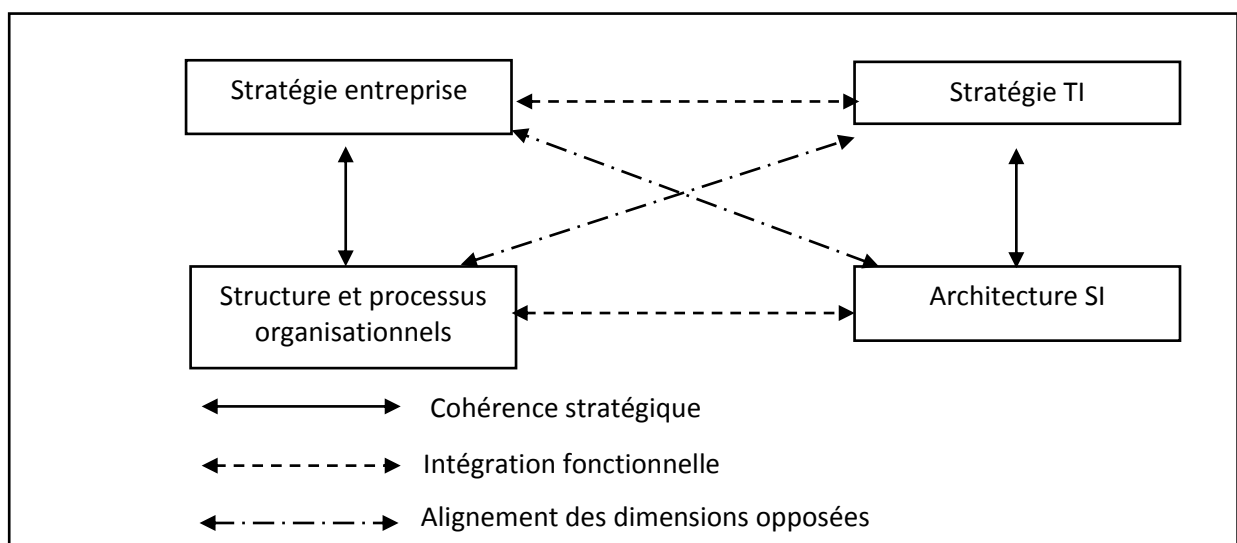 Stratégie entreprise
Stratégie TI
Structure et processus
organisationnels
Architecture SI
Cohérence stratégique
Intégration fonctionnelle
Alignement des dimensions opposées